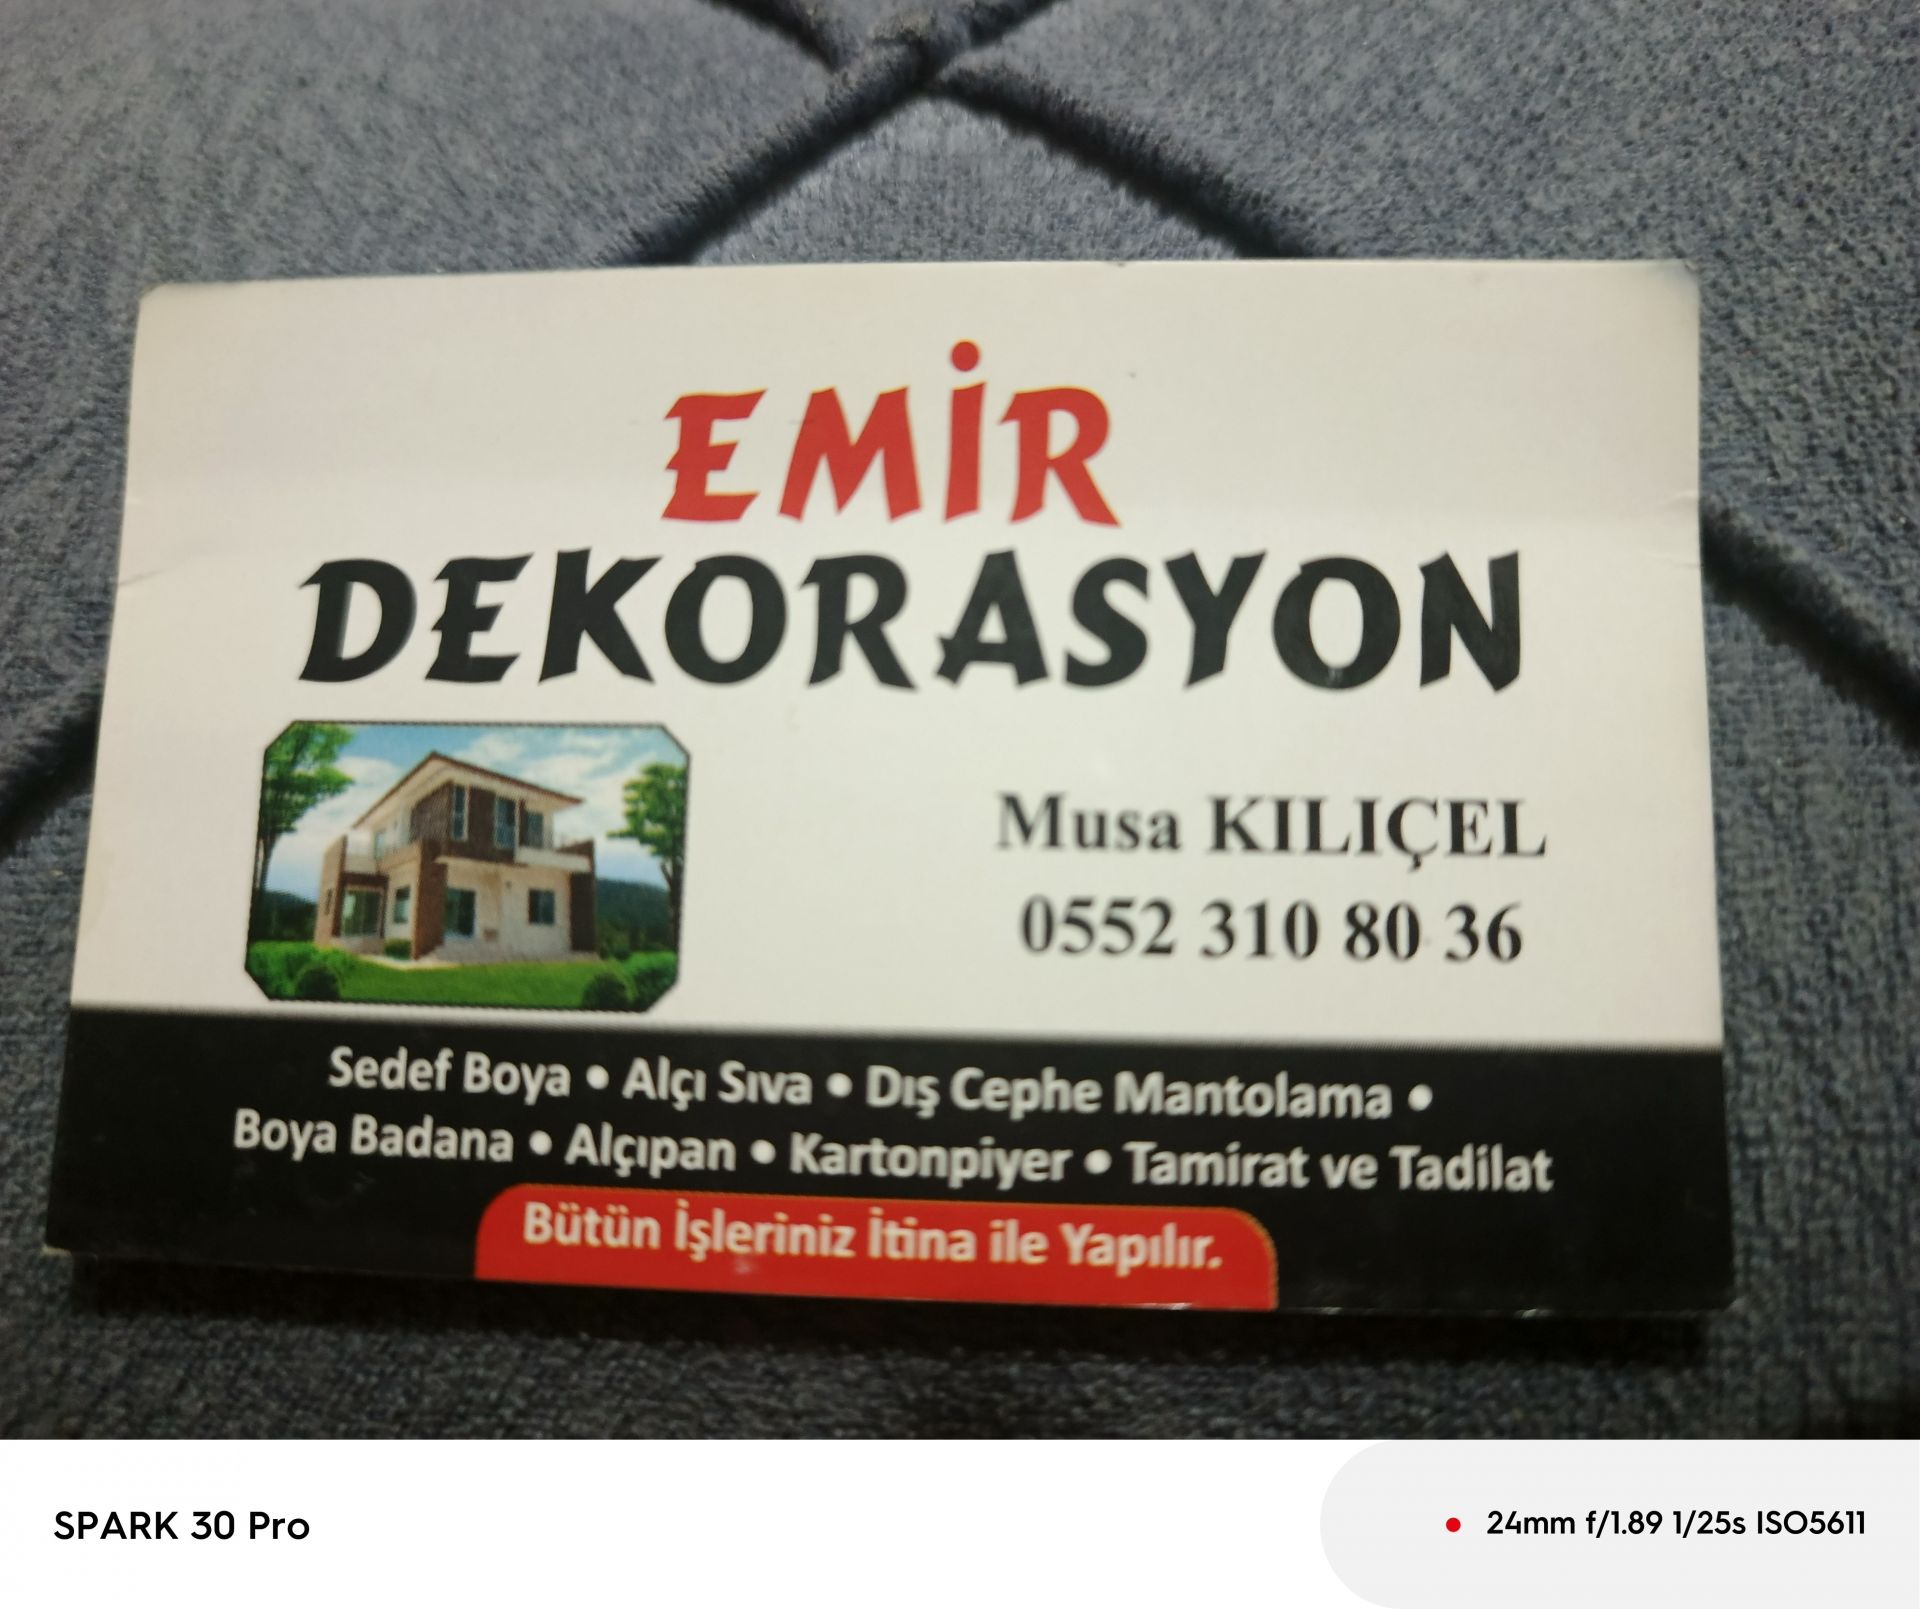 EMİR
DEKORASYON
Musa KILIÇEL
0552 310 80 36
Sedef Boya • Alçı Sıva • Dış Cephe Mantolama •
Boya Badana • Alçıpan • Kartonpiyer • Tamirat ve Tadilat
Bütün İşleriniz İtina ile Yapılır.
SPARK 30 Pro
24mm f/1.89 1/25s ISO5611